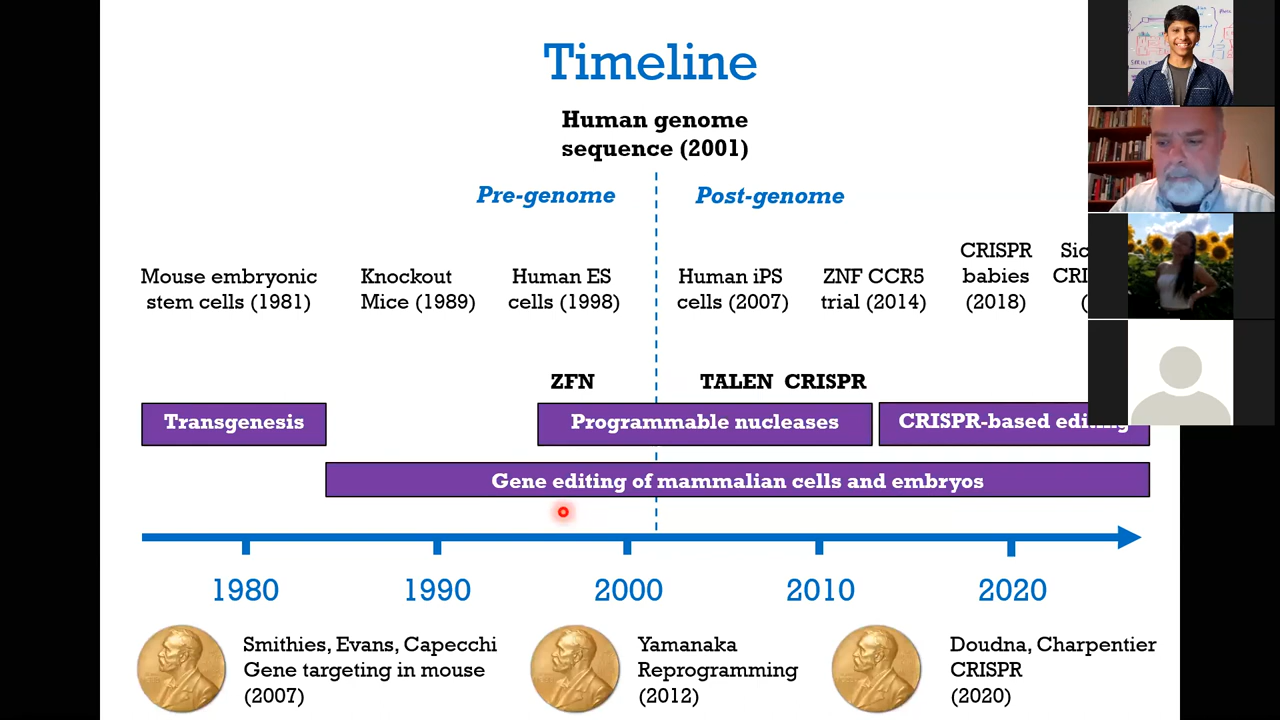 Timeline
Human genome
sequence (2001)
Pre-genome
Post-genome
Mouse embryonic
stem cells (1981)
Knockout
Mice (1989)
Human ES
cells (1998)
Human iPS
cells (2007)
ZNF CCR5
trial (2014)
CRISPR
babies
(2018)
ZFN
TALEN CRISPR
Transgenesis
Programmable nucleases
CRISPR-based editing
Gene editing of mammalian cells and embryos
1980
1990
2000
2010
2020
Smithies, Evans, Capecchi
Gene targeting in mouse
(2007)
Yamanaka
Reprogramming
(2012)
Doudna, Charpentier
CRISPR
(2020)